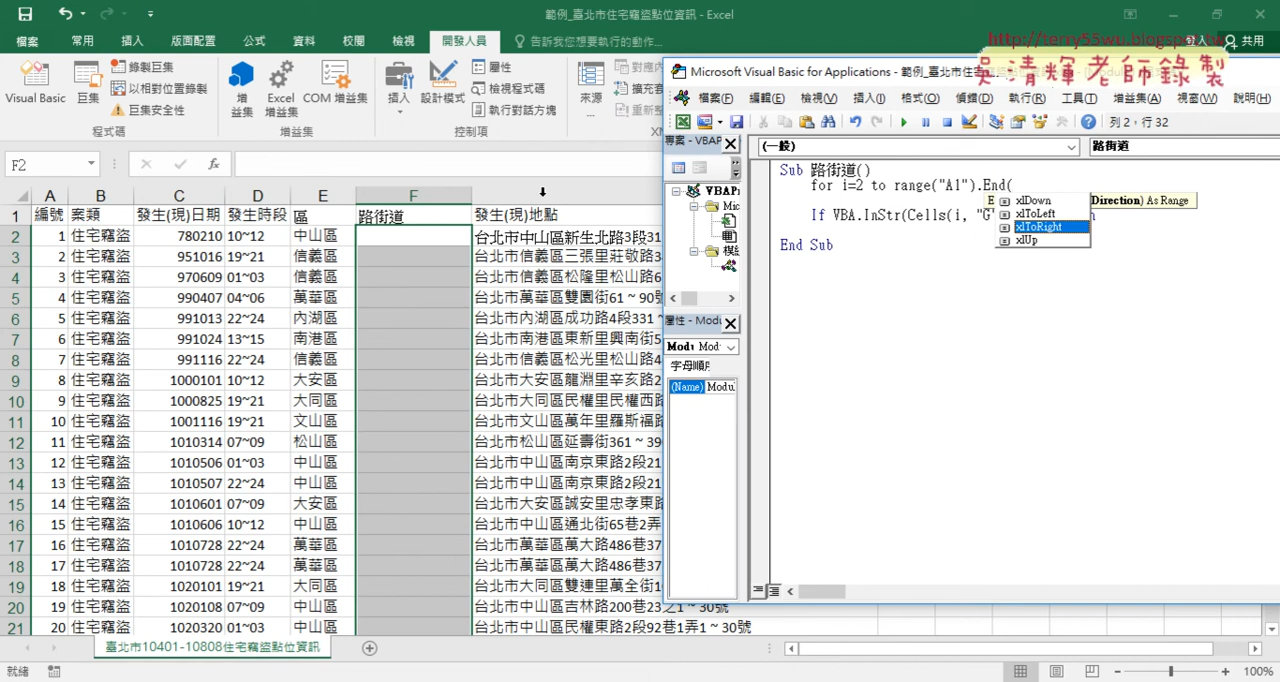 範例_臺北市住宅竊盜點位資訊 - Excel
檔案 常用 插入 版面配置 公式 資料 校閱 檢視 開發人員 告訴我您想要執行的動作... 登入 共用
http://terry55wu.blogspot.tw
吳清輝老師錄製
Visual Basic 巨集 錄製巨集 以相對位置錄製 巨集安全性 程式碼
增益集 Excel 增益集 COM 增益集 增益集
插入 設計模式 屬性 檢視程式碼 執行對話方塊 控制項
來源 對應內 擴充套 重新整 XM
F2
A B C D E F
編號 案類 發生(現)日期 發生時段 區 路街道 發生(現)地點
1 住宅竊盜 780210 10~12 中山區 台北市中山區新生北路3段31
2 住宅竊盜 951016 19~21 信義區 台北市信義區三張里莊敬路3
3 住宅竊盜 970609 01~03 信義區 台北市信義區松隆里松山路6
4 住宅竊盜 990407 04~06 萬華區 台北市萬華區雙園街61 ~ 90號
5 住宅竊盜 991013 22~24 內湖區 台北市內湖區成功路4段331 ~
6 住宅竊盜 991024 13~15 南港區 台北市南港區東新里興南街5
7 住宅竊盜 991116 22~24 信義區 台北市信義區松光里松山路4
8 住宅竊盜 1000101 10~12 大安區 台北市大安區龍淵里辛亥路2
9 住宅竊盜 1000825 19~21 大同區 台北市大同區民權里民權西路
10 住宅竊盜 1001116 19~21 文山區 台北市文山區萬年里羅斯福路
11 住宅竊盜 1010314 07~09 松山區 台北市松山區延壽街361 ~ 39
12 住宅竊盜 1010506 01~03 中山區 台北市中山區南京東路2段21
13 住宅竊盜 1010507 22~24 中山區 台北市中山區南京東路2段21
14 住宅竊盜 1010601 07~09 大安區 台北市大安區誠安里忠孝東路
15 住宅竊盜 1010606 10~12 中山區 台北市中山區通北街65巷2弄
16 住宅竊盜 1010728 22~24 萬華區 台北市萬華區萬大路486巷37
17 住宅竊盜 1010728 22~24 萬華區 台北市萬華區萬大路486巷37
18 住宅竊盜 1020101 19~21 大同區 台北市大同區雙連里萬全街1
19 住宅竊盜 1020108 07~09 中山區 台北市中山區吉林路200巷23之1 ~ 30號
20 住宅竊盜 1020320 01~03 中山區 台北市中山區民權東路2段92巷1弄1 ~ 30號
臺北市10401-10808住宅竊盜點位資訊
就緒
100%
Microsoft Visual Basic for Applications - 範例_臺北市住
檔案(F) 編輯(E) 檢視(V) 插入(I) 格式(O) 偵錯(D) 執行(R) 工具(T) 增益集(A) 視窗(W) 說明(H)
列 2，行 32
專案 - VBAP
VBAP
Mic
模組
屬性 - Modu
Modu Mod
字母順序
(Name) Modu
(一般) 路街道
Sub 路街道()
for i=2 to range("A1").End(
Direction) As Range
xlDown
xlToLeft
xlToRight
xlUp
If VBA.InStr(Cells(i, "G"
End Sub